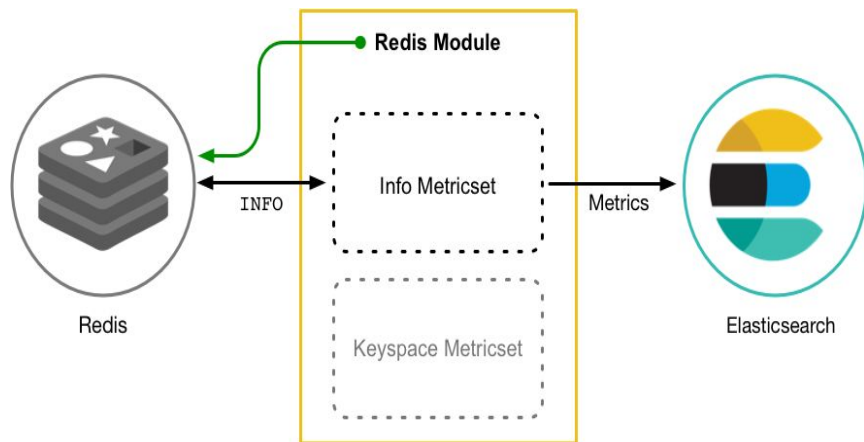 Redis Module
Info Metricset
INFO
Metrics
Redis
Elasticsearch
Keyspace Metricset